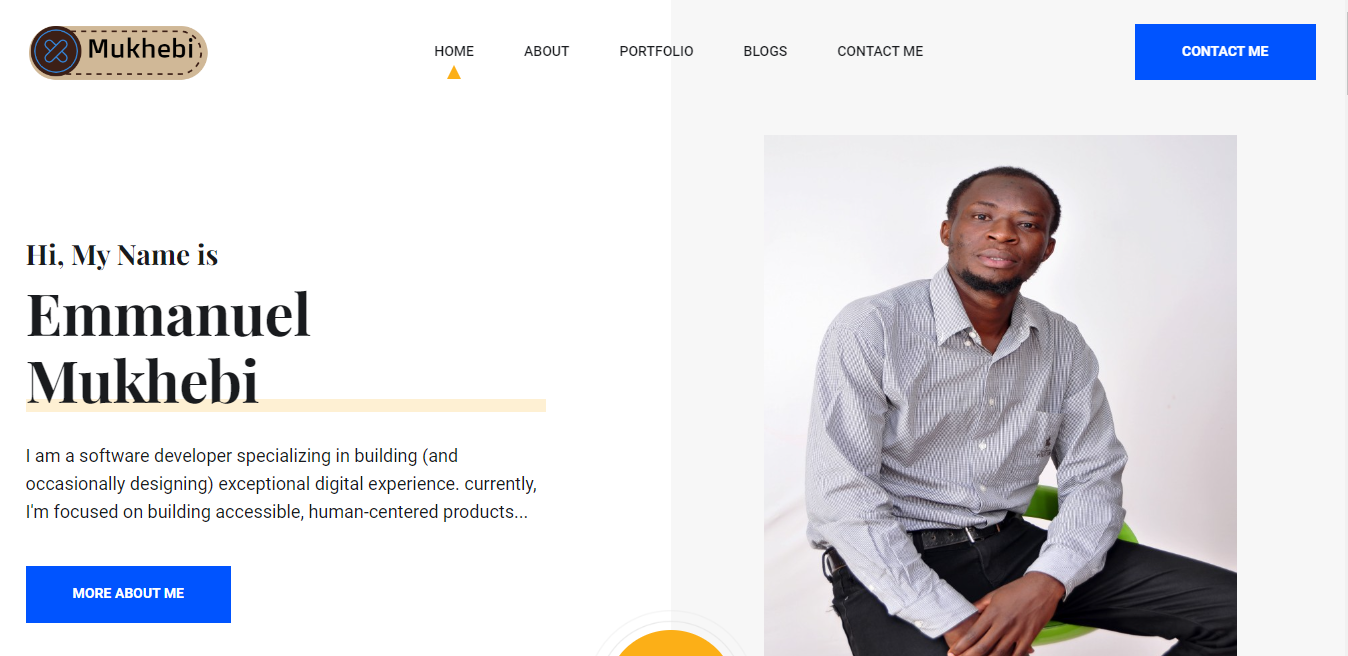 Mukhebi
HOME
ABOUT
PORTFOLIO
BLOGS
CONTACT ME
CONTACT ME
Hi, My Name is
Emmanuel
Mukhebi
I am a software developer specializing in building (and
occasionally designing) exceptional digital experience. currently,
I'm focused on building accessible, human-centered products...
MORE ABOUT ME